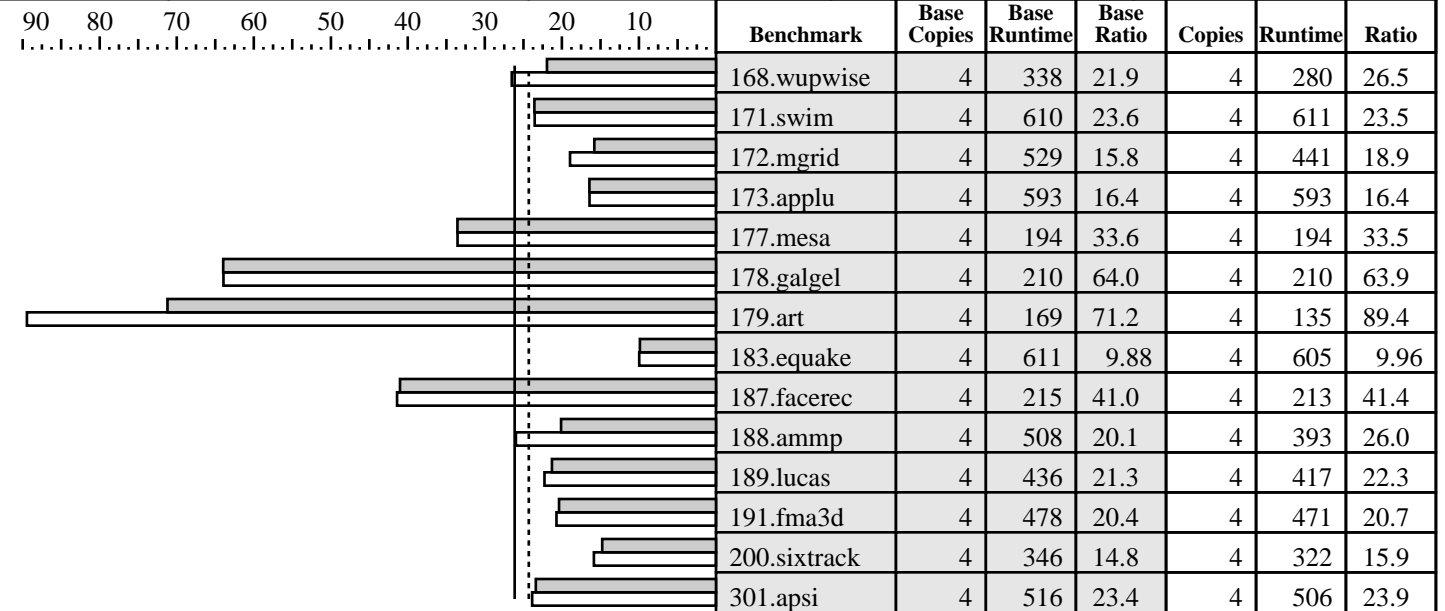 90 80 70 60 50 40 30 20 10
Benchmark Base Copies Base Runtime Base Ratio Copies Runtime Ratio
168.wupwise 4 338 21.9 4 280 26.5
171.swim 4 610 23.6 4 611 23.5
172.mgrid 4 529 15.8 4 441 18.9
173.applu 4 593 16.4 4 593 16.4
177.mesa 4 194 33.6 4 194 33.5
178.galgel 4 210 64.0 4 210 63.9
179.art 4 169 71.2 4 135 89.4
183.equake 4 611 9.88 4 605 9.96
187.facerec 4 215 41.0 4 213 41.4
188.ammp 4 508 20.1 4 393 26.0
189.lucas 4 436 21.3 4 417 22.3
191.fma3d 4 478 20.4 4 471 20.7
200.sixtrack 4 346 14.8 4 322 15.9
301.apsi 4 516 23.4 4 506 23.9